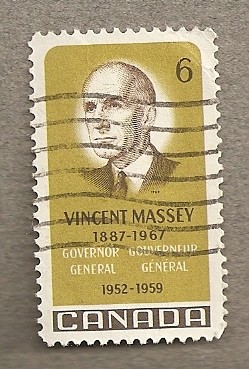 6
VINCENT MASSEY
1887-1967
GOVERNOR GOUVERNEUR
GENERAL GÉNÉRAL
1952-1959
CANADA